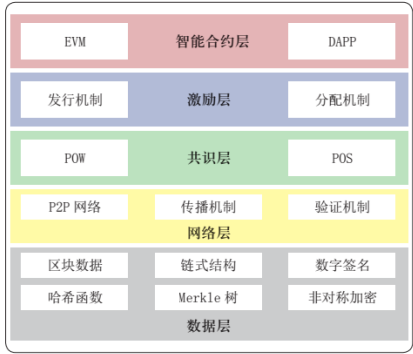 EVM 智能合约层 DAPP
发行机制 激励层 分配机制
POW 共识层 POS
P2P 网络 传播机制 验证机制
网络层
区块数据 链式结构 数字签名
哈希函数 Merkle 树 非对称加密
数据层